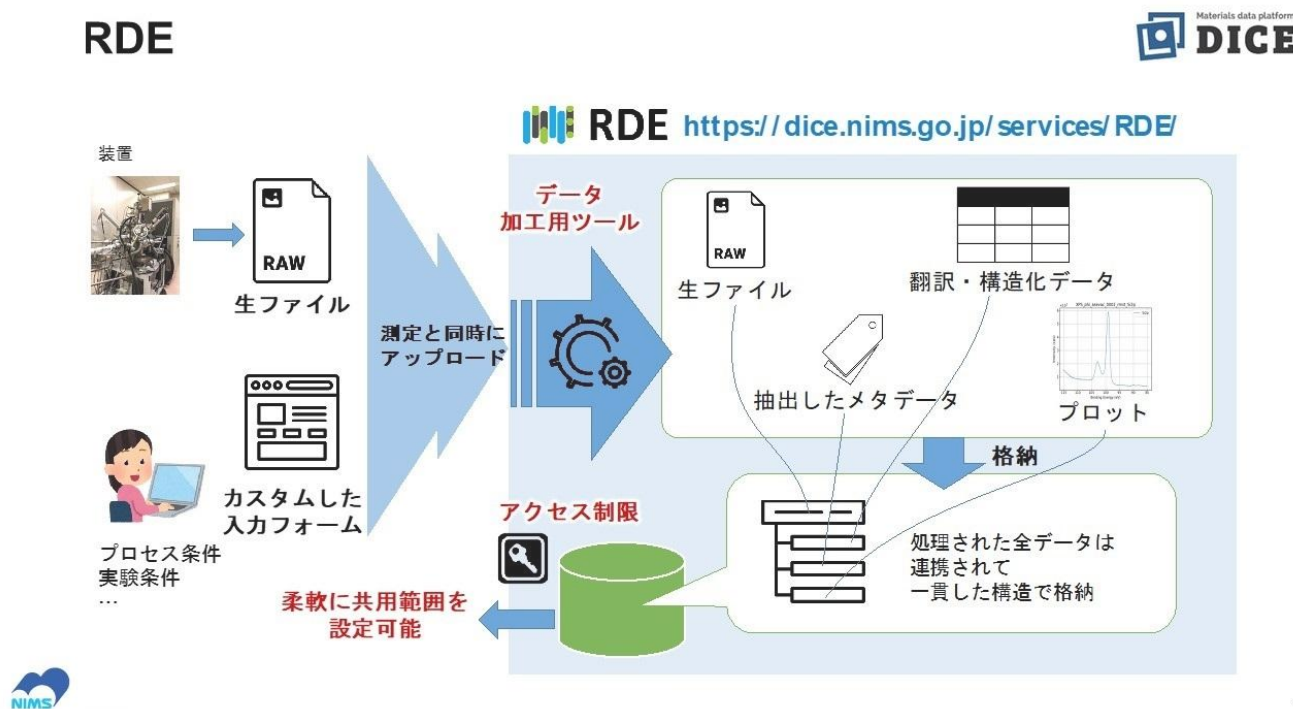 RDE
Materials data platform
DICE
RDE https://dice.nims.go.jp/services/RDE/
装置
RAW
生ファイル
カスタムした
入力フォーム
プロセス条件
実験条件
…
測定と同時に
アップロード
データ
加工用ツール
RAW
生ファイル
翻訳・構造化データ
抽出したメタデータ
プロット
格納
アクセス制限
柔軟に共用範囲を
設定可能
処理された全データは
連携されて
一貫した構造で格納
NIMS